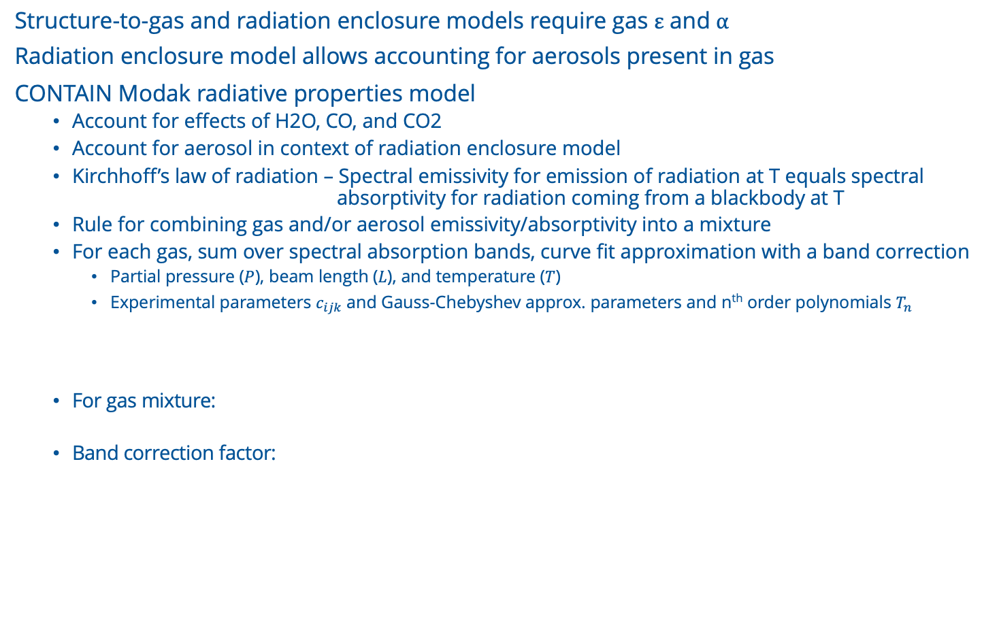 Structure-to-gas and radiation enclosure models require gas ε and α
Radiation enclosure model allows accounting for aerosols present in gas
CONTAIN Modak radiative properties model
• Account for effects of H2O, CO, and CO2
• Account for aerosol in context of radiation enclosure model
• Kirchhoff's law of radiation – Spectral emissivity for emission of radiation at T equals spectral
absorptivity for radiation coming from a blackbody at T
• Rule for combining gas and/or aerosol emissivity/absorptivity into a mixture
• For each gas, sum over spectral absorption bands, curve fit approximation with a band correction
• Partial pressure (P), beam length (L), and temperature (T)
• Experimental parameters c_{ijk} and Gauss-Chebyshev approx. parameters and n^{th} order polynomials T_n
• For gas mixture:
• Band correction factor: